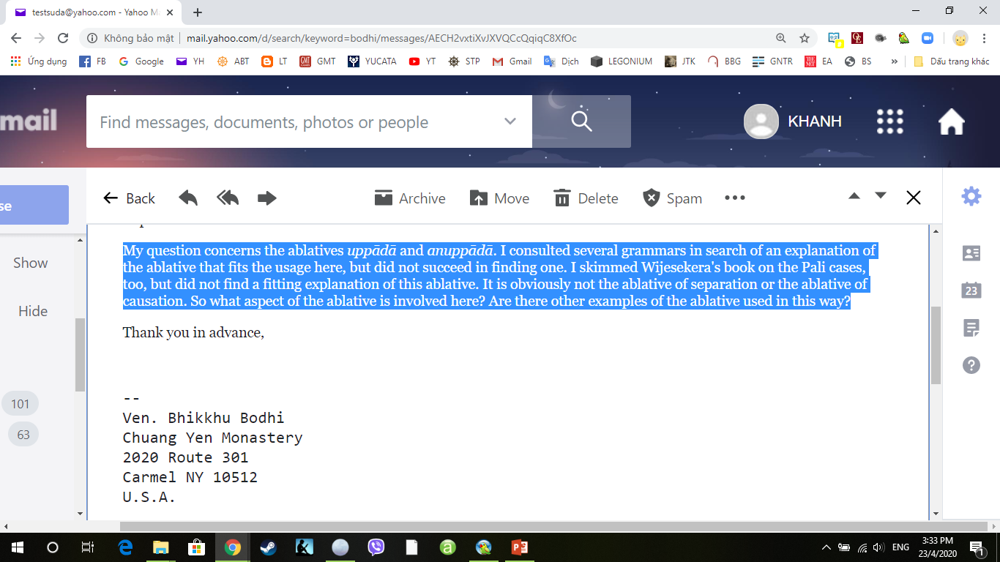 testsuda@yahoo.com - Yahoo Ma
Không bảo mật | mail.yahoo.com/d/search/keyword=bodhi/messages/AECH2vxtiXvJXVQCcQqiqC8XfOc
Ứng dụng FB Google YH ABT LT GMT YUCATA YT STP Gmail Dịch LEGONIUM JTK BBG GNTR EA BS » Dấu trang khác
mail
Find messages, documents, photos or people
KHANH
se
Back Archive Move Delete Spam
Show
Hide
101
63
My question concerns the ablatives uppādā and anuppādā. I consulted several grammars in search of an explanation of
the ablative that fits the usage here, but did not succeed in finding one. I skimmed Wijesekera's book on the Pali cases,
too, but did not find a fitting explanation of this ablative. It is obviously not the ablative of separation or the ablative of
causation. So what aspect of the ablative is involved here? Are there other examples of the ablative used in this way?
Thank you in advance,
--
Ven. Bhikkhu Bodhi
Chuang Yen Monastery
2020 Route 301
Carmel NY 10512
U.S.A.
23
ENG
3:33 PM
23/4/2020
1